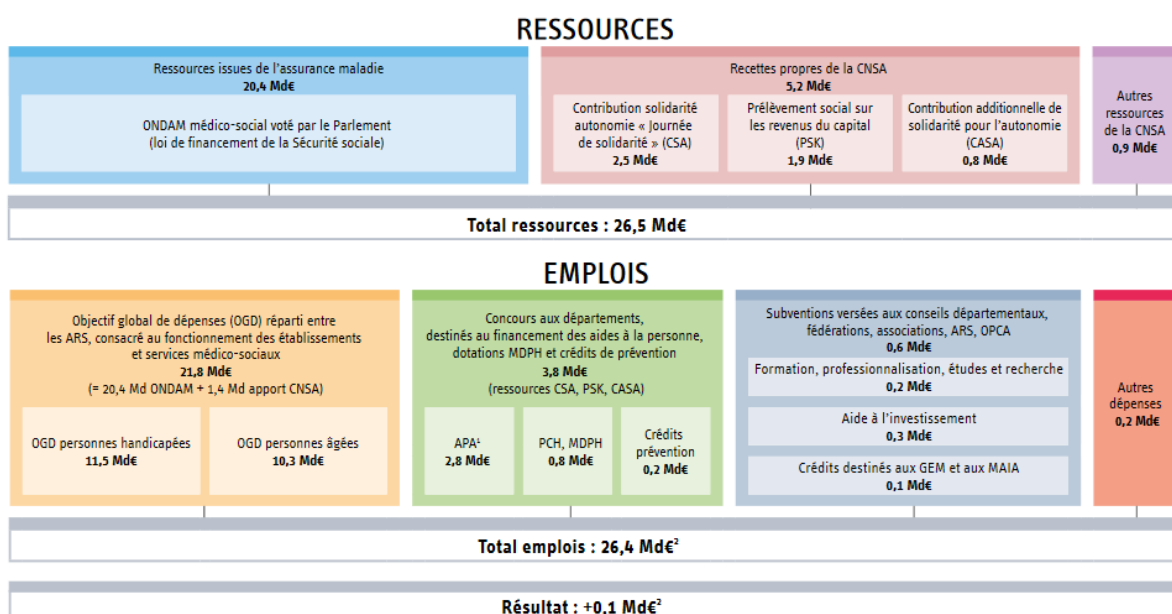 RESSOURCES
Ressources issues de l'assurance maladie
20,4 Md€
ONDAM médico-social voté par le Parlement
(loi de financement de la Sécurité sociale)
Recettes propres de la CNSA
5,2 Md€
Contribution solidarité
autonomie « Journée
de solidarité » (CSA)
2,5 Md€
Prélèvement social sur
les revenus du capital
(PSK)
1,9 Md€
Contribution additionnelle de
solidarité pour l'autonomie
(CASA)
0,8 Md€
Autres
ressources
de la CNSA
0,9 Md€
Total ressources : 26,5 Md€
EMPLOIS
Objectif global de dépenses (OGD) réparti entre
les ARS, consacré au fonctionnement des établissements
et services médico-sociaux
21,8 Md€
(= 20,4 Md ONDAM + 1,4 Md apport CNSA)
OGD personnes handicapées
11,5 Md€
OGD personnes âgées
10,3 Md€
Concours aux départements,
destinés au financement des aides à la personne,
dotations MDPH et crédits de prévention
3,8 Md€
(ressources CSA, PSK, CASA)
APA¹
2,8 Md€
PCH, MDPH
0,8 Md€
Crédits
prévention
0,2 Md€
Subventions versées aux conseils départementaux,
fédérations, associations, ARS, OPCA
0,6 Md€
Formation, professionnalisation, études et recherche
0,2 Md€
Aide à l'investissement
0,3 Md€
Crédits destinés aux GEM et aux MAIA
0,1 Md€
Autres
dépenses
0,2 Md€
Total emplois : 26,4 Md€²
Résultat : +0,1 Md€²